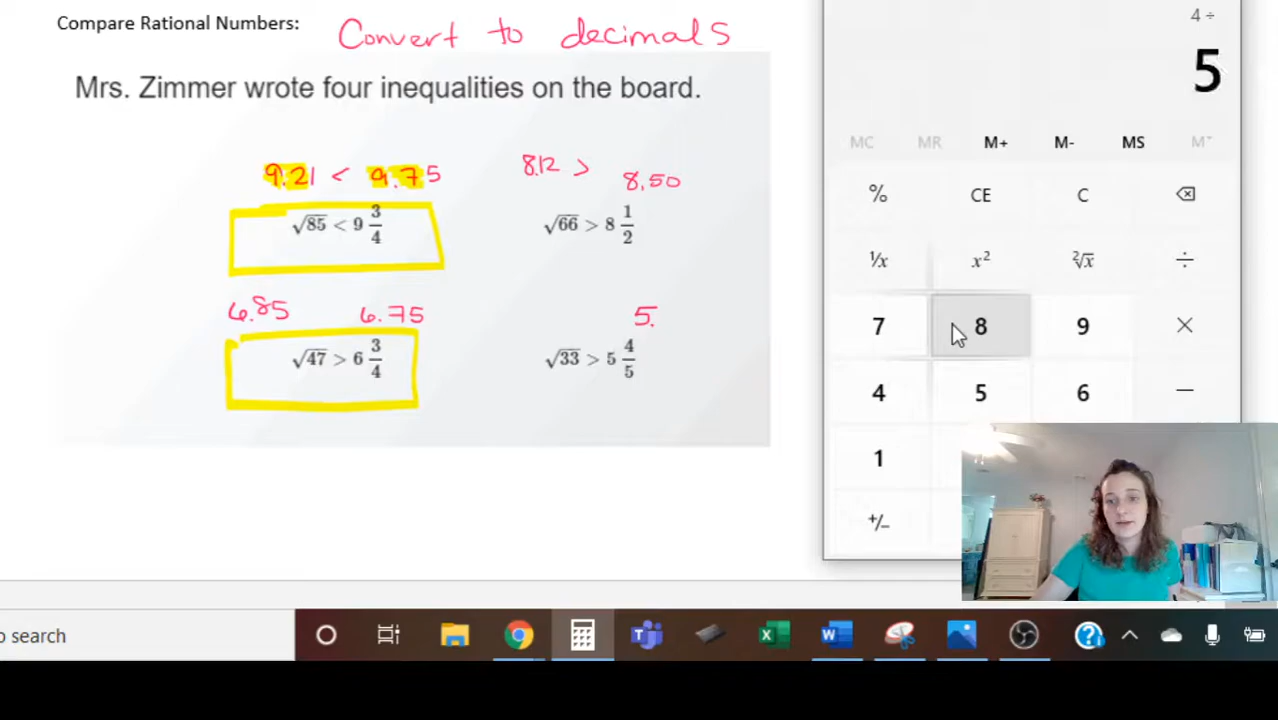 Compare Rational Numbers: Convert to decimals
Mrs. Zimmer wrote four inequalities on the board.
9.21 < 9.75
8.12 > 8.50
√85 < 9 3/4
√66 > 8 1/2
6.85 6.75
5.
√47 > 6 3/4
√33 > 5 4/5
4 ÷
5
MC MR M+ M- MS M˅
% CE C
¹/x x² ²√x ÷
7 8 9 ×
4 5 6 −
1
+/−
o search